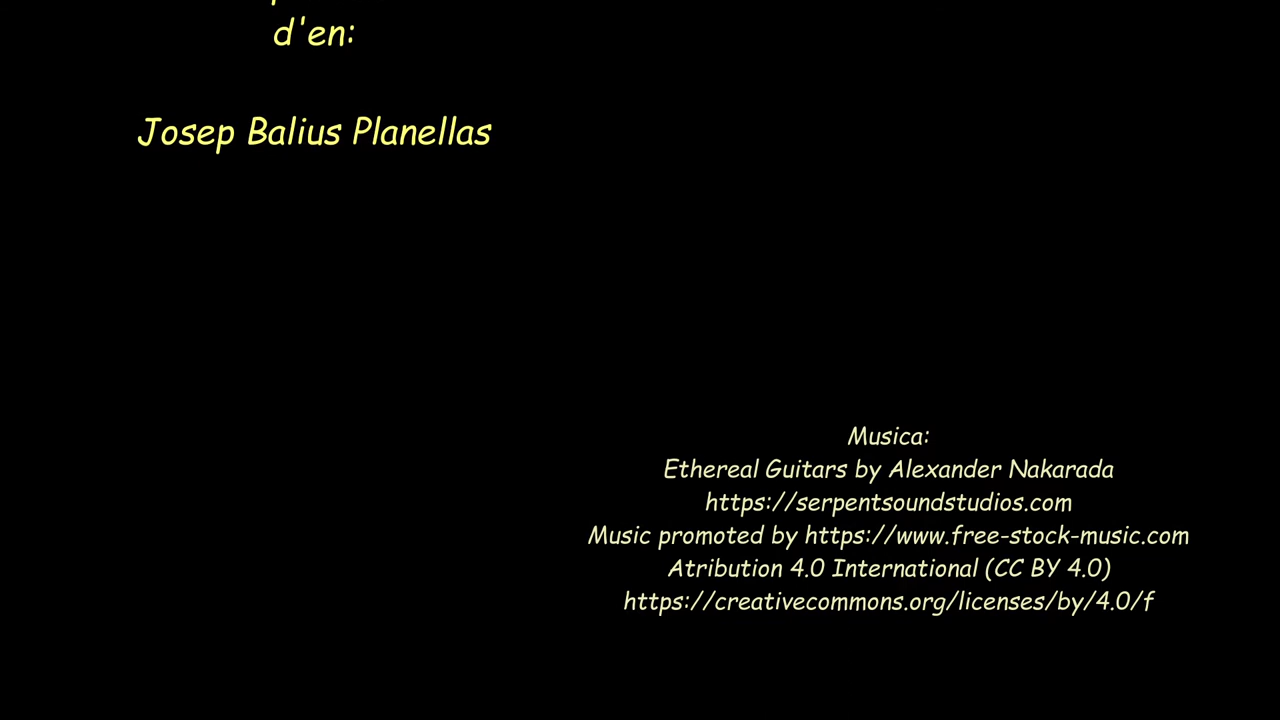 d'en:
Josep Balius Planellas
Musica:
Ethereal Guitars by Alexander Nakarada
https://serpentsoundstudios.com
Music promoted by https://www.free-stock-music.com
Atribution 4.0 International (CC BY 4.0)
https://creativecommons.org/licenses/by/4.0/f